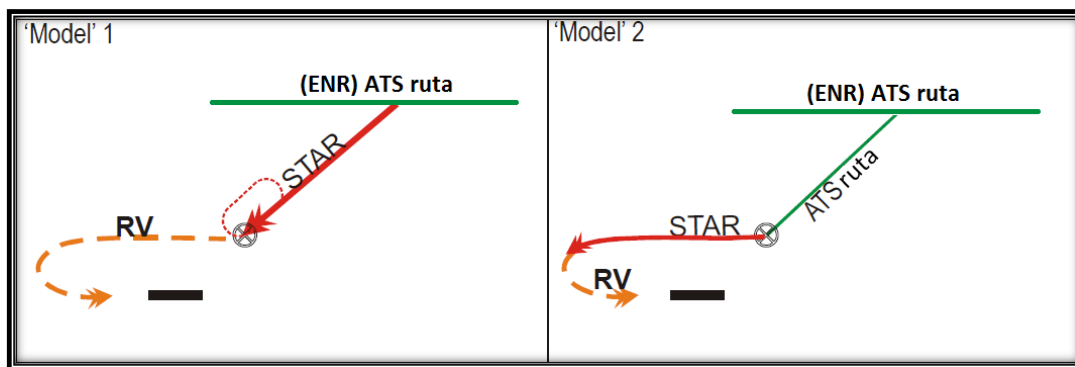 ‘Model’ 1
(ENR) ATS ruta
STAR
RV
‘Model’ 2
(ENR) ATS ruta
ATS ruta
STAR
RV